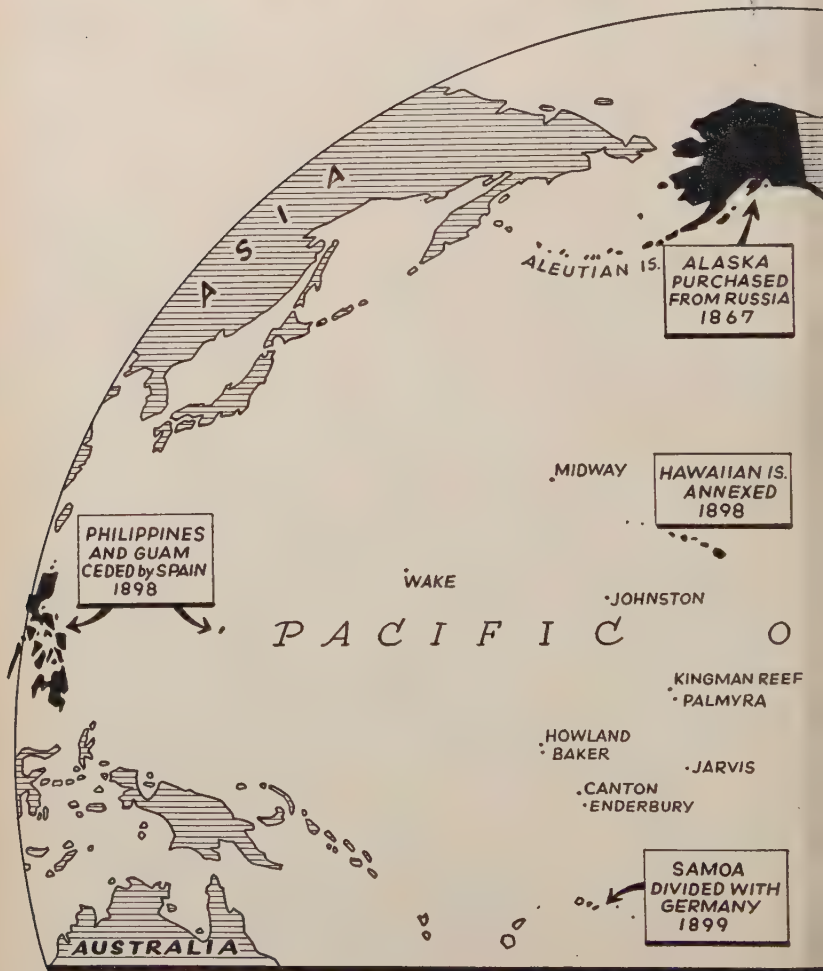 ASIA
ALEUTIAN IS.
ALASKA
PURCHASED
FROM RUSSIA
1867
MIDWAY
HAWAIIAN IS.
ANNEXED
1898
PHILIPPINES
AND GUAM
CEDED by SPAIN
1898
WAKE
JOHNSTON
PACIFIC O
KINGMAN REEF
PALMYRA
HOWLAND
BAKER
JARVIS
CANTON
ENDERBURY
SAMOA
DIVIDED WITH
GERMANY
1899
AUSTRALIA